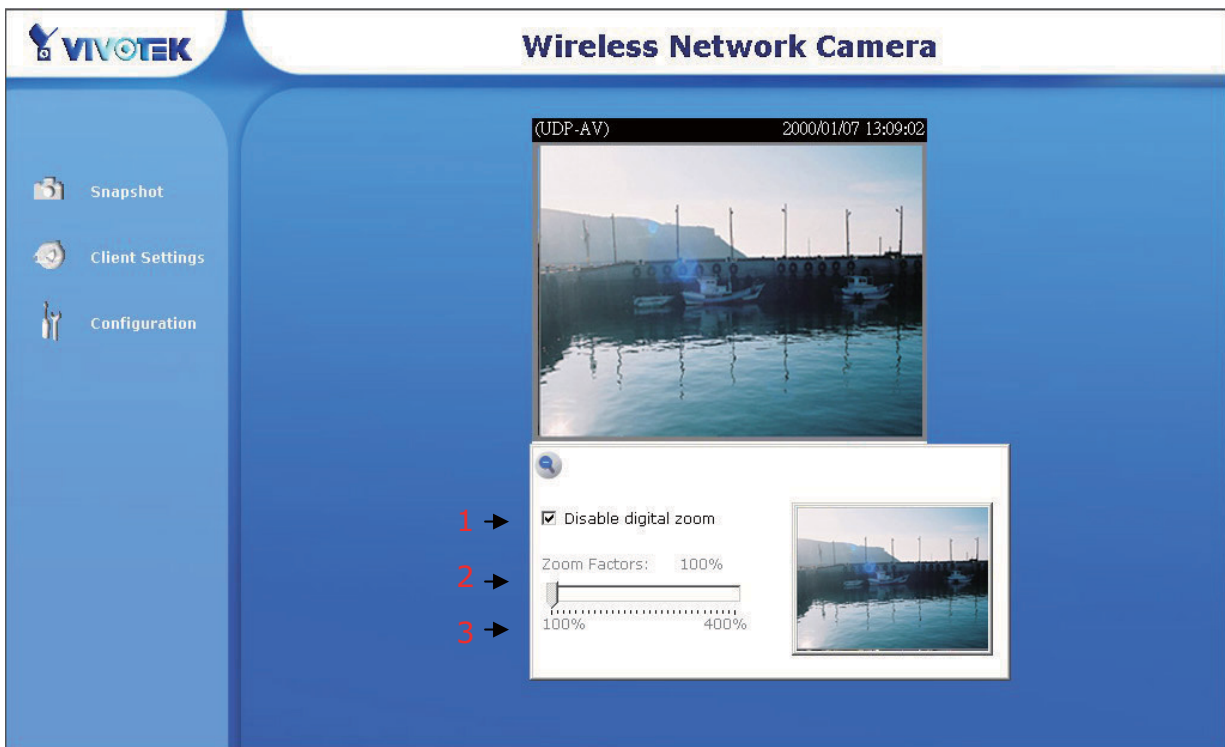 VIVOTEK
Wireless Network Camera
(UDP-AV) 2000/01/07 13:09:02
Snapshot
Client Settings
Configuration
1
Disable digital zoom
2
Zoom Factors: 100%
3
100% 400%